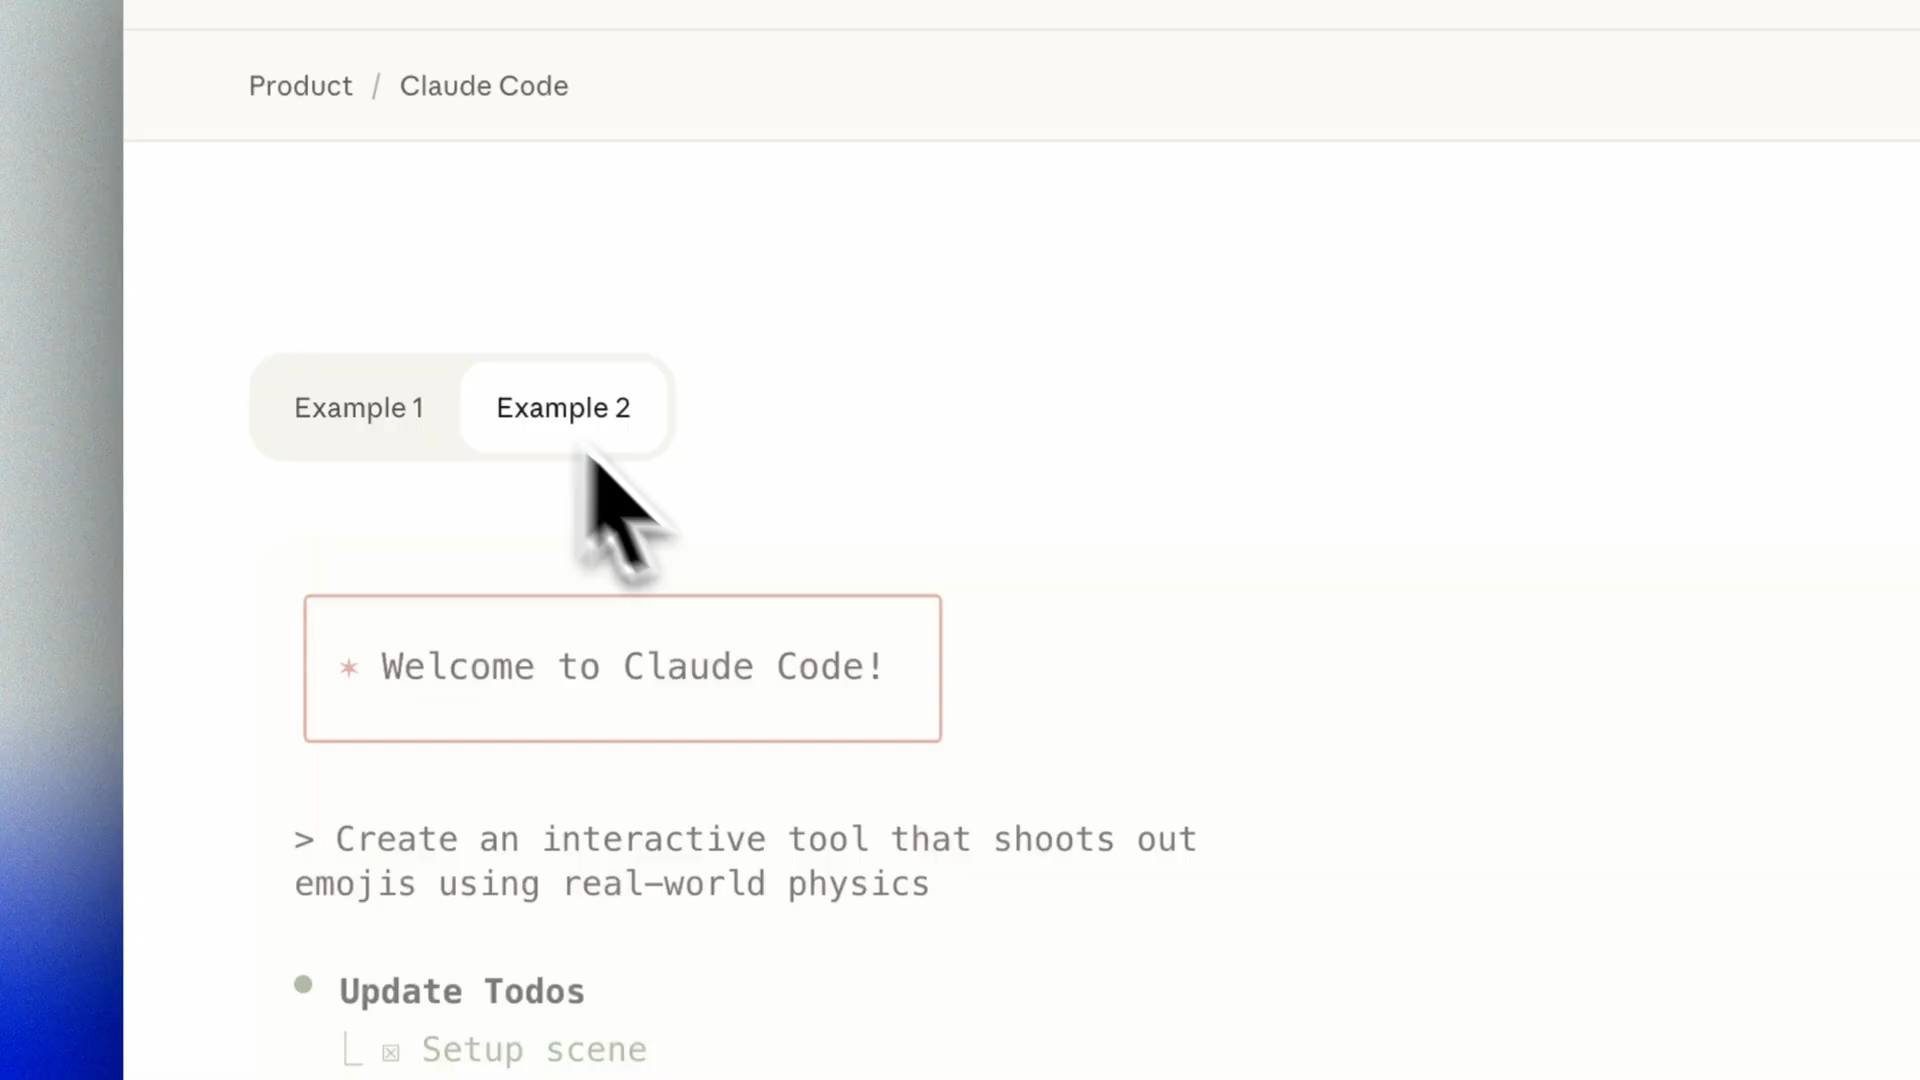 Product / Claude Code
Example 1
Example 2
✶ Welcome to Claude Code!
> Create an interactive tool that shoots out
emojis using real-world physics
Update Todos
☒ Setup scene